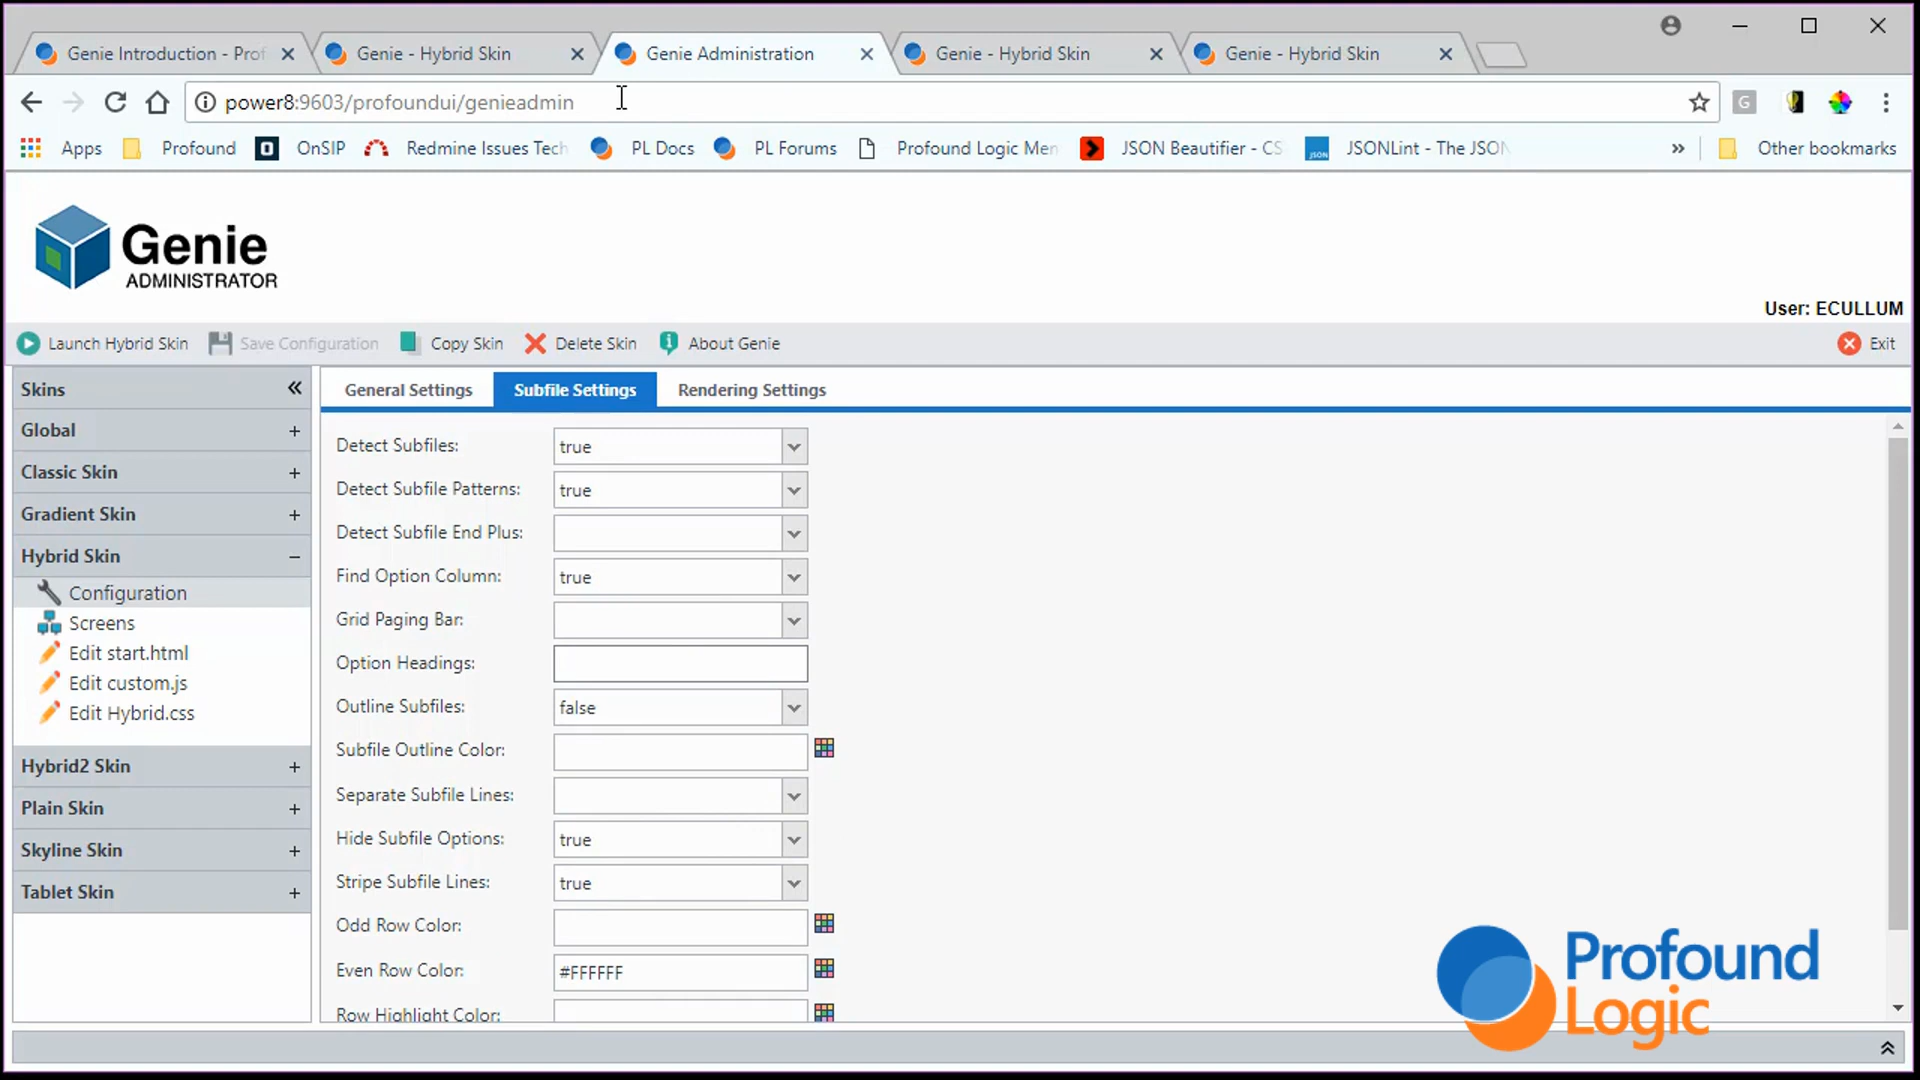 Genie Introduction - Prof
Genie - Hybrid Skin
Genie Administration
Genie - Hybrid Skin
Genie - Hybrid Skin
power8:9603/profoundui/genieadmin
G
Apps
Profound
OnSIP
Redmine Issues Tech
PL Docs
PL Forums
Profound Logic Mem
JSON Beautifier - CS
JSON
JSONLint - The JSON
»
Other bookmarks
Genie
ADMINISTRATOR
User: ECULLUM
Launch Hybrid Skin
Save Configuration
Copy Skin
Delete Skin
About Genie
Exit
Skins
Global +
Classic Skin +
Gradient Skin +
Hybrid Skin −
Configuration
Screens
Edit start.html
Edit custom.js
Edit Hybrid.css
Hybrid2 Skin +
Plain Skin +
Skyline Skin +
Tablet Skin +
General Settings
Subfile Settings
Rendering Settings
Detect Subfiles: true
Detect Subfile Patterns: true
Detect Subfile End Plus:
Find Option Column: true
Grid Paging Bar:
Option Headings:
Outline Subfiles: false
Subfile Outline Color:
Separate Subfile Lines:
Hide Subfile Options: true
Stripe Subfile Lines: true
Odd Row Color:
Even Row Color: #FFFFFF
Row Highlight Color:
Profound
Logic